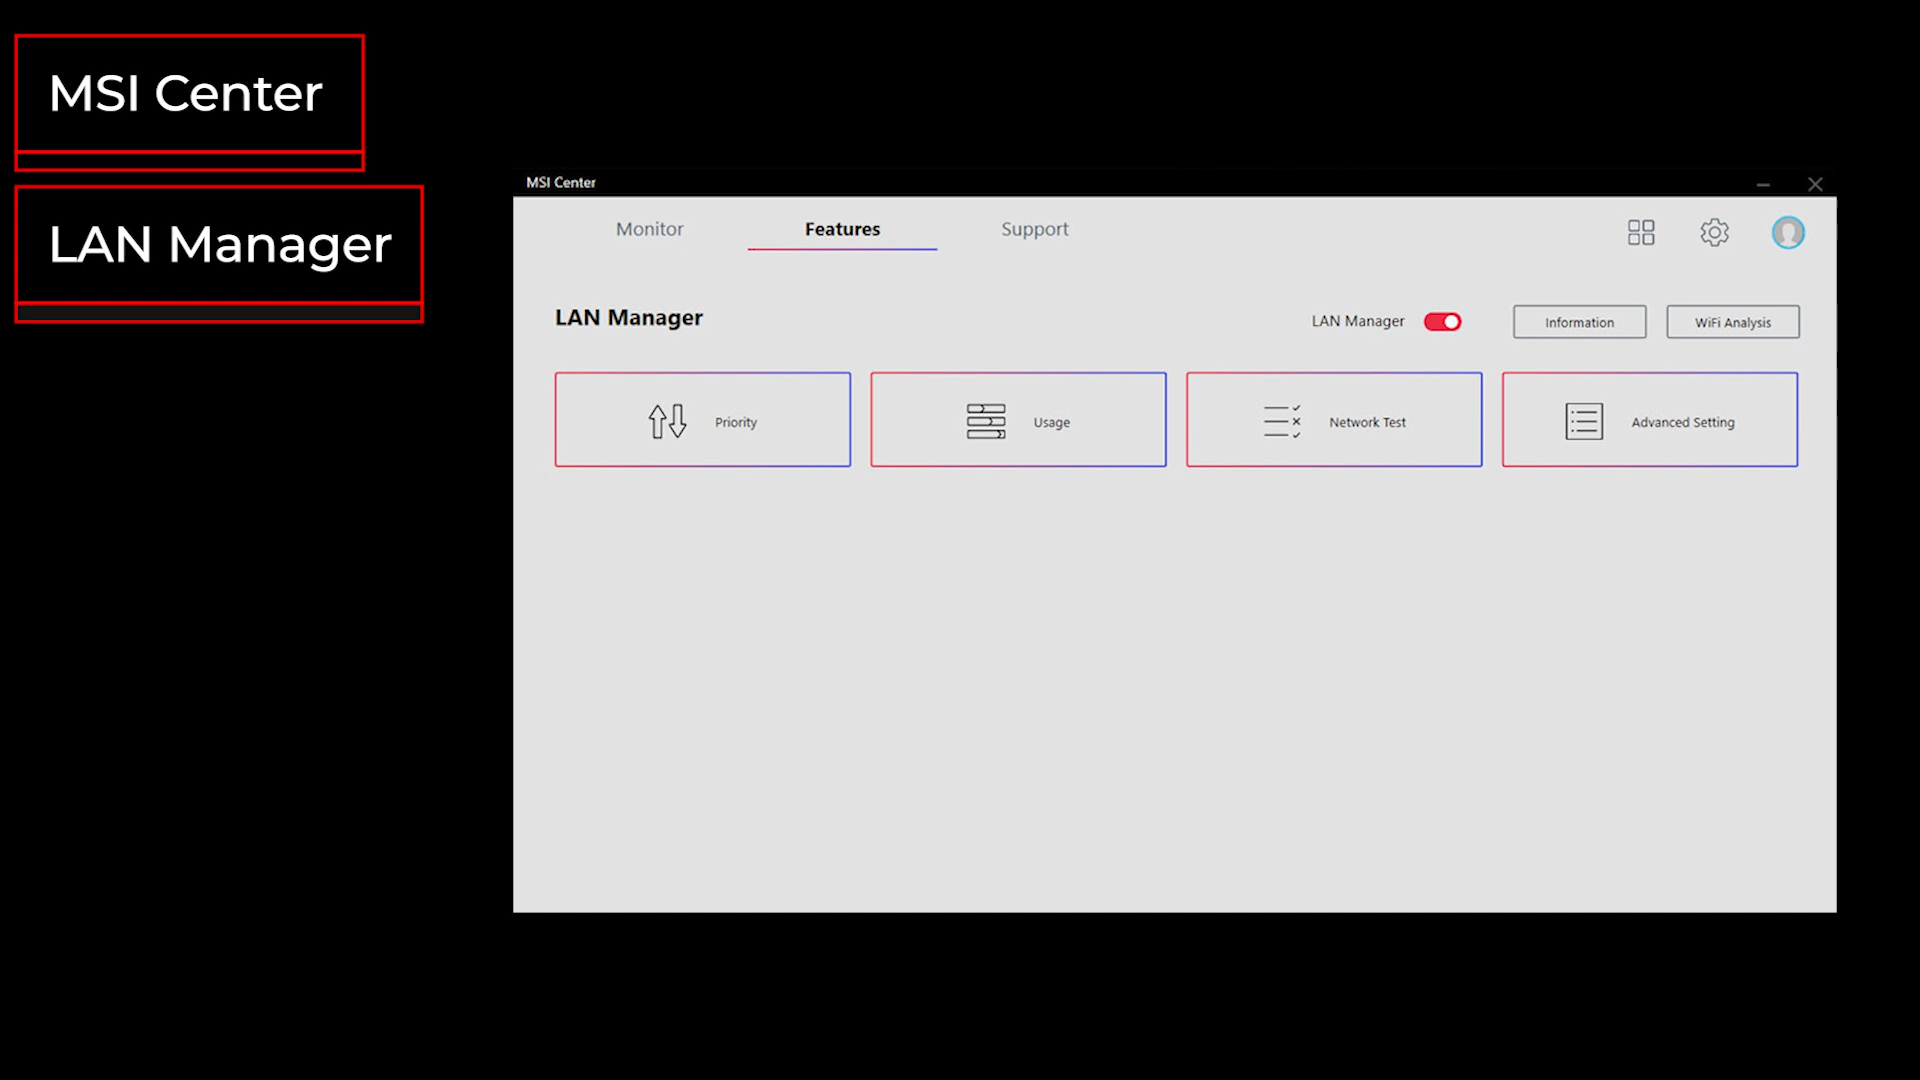 MSI Center
LAN Manager
MSI Center
Monitor Features Support
LAN Manager LAN Manager Information WiFi Analysis
Priority Usage Network Test Advanced Setting